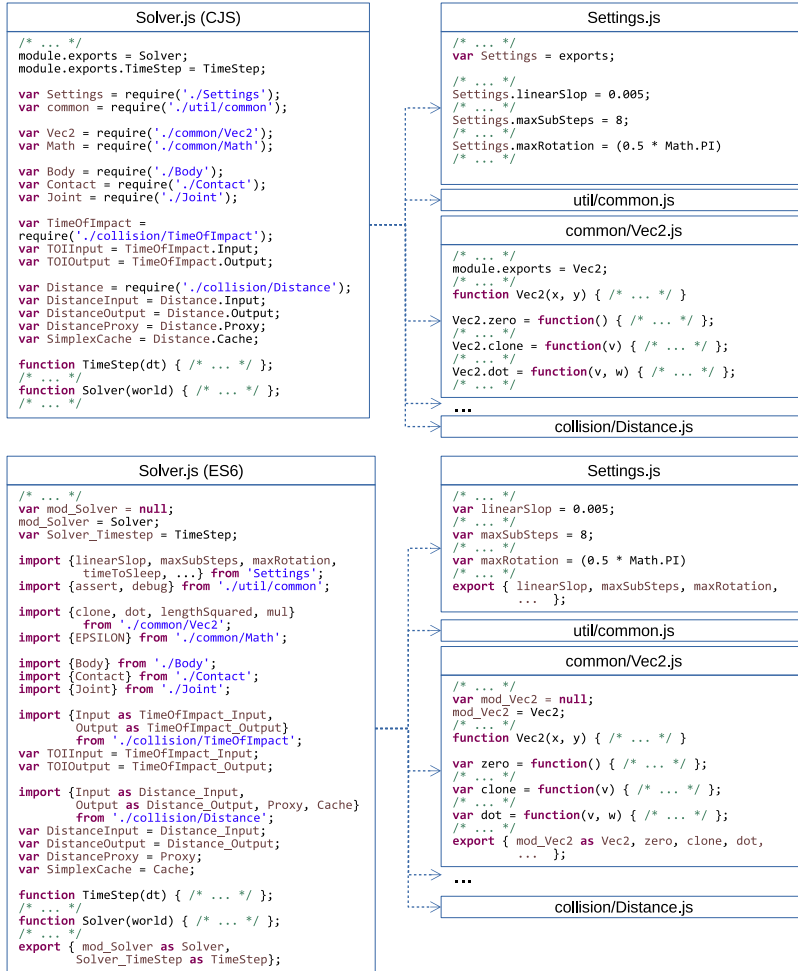 Solver.js (CJS)
/* ... */
module.exports = Solver;
module.exports.TimeStep = TimeStep;
var Settings = require('./Settings');
var common = require('./util/common');
var Vec2 = require('./common/Vec2');
var Math = require('./common/Math');
var Body = require('./Body');
var Contact = require('./Contact');
var Joint = require('./Joint');
var TimeOfImpact =
require('./collision/TimeOfImpact');
var TOIInput = TimeOfImpact.Input;
var TOIOutput = TimeOfImpact.Output;
var Distance = require('./collision/Distance');
var DistanceInput = Distance.Input;
var DistanceOutput = Distance.Output;
var DistanceProxy = Distance.Proxy;
var SimplexCache = Distance.Cache;
function TimeStep(dt) { /* ... */ };
/* ... */
function Solver(world) { /* ... */ };
/* ... */
Settings.js
/* ... */
var Settings = exports;
/* ... */
Settings.linearSlop = 0.005;
/* ... */
Settings.maxSubSteps = 8;
/* ... */
Settings.maxRotation = (0.5 * Math.PI)
/* ... */
util/common.js
common/Vec2.js
/* ... */
module.exports = Vec2;
/* ... */
function Vec2(x, y) { /* ... */ }
Vec2.zero = function() { /* ... */ };
/* ... */
Vec2.clone = function(v) { /* ... */ };
/* ... */
Vec2.dot = function(v, w) { /* ... */ };
/* ... */
...
collision/Distance.js
Solver.js (ES6)
/* ... */
var mod_Solver = null;
mod_Solver = Solver;
var Solver_Timestep = TimeStep;
import {linearSlop, maxSubSteps, maxRotation,
timeToSleep, ...} from 'Settings';
import {assert, debug} from './util/common';
import {clone, dot, lengthSquared, mul}
from './common/Vec2';
import {EPSILON} from './common/Math';
import {Body} from './Body';
import {Contact} from './Contact';
import {Joint} from './Joint';
import {Input as TimeOfImpact_Input,
Output as TimeOfImpact_Output}
from './collision/TimeOfImpact';
var TOIInput = TimeOfImpact_Input;
var TOIOutput = TimeOfImpact_Output;
import {Input as Distance_Input,
Output as Distance_Output, Proxy, Cache}
from './collision/Distance';
var DistanceInput = Distance_Input;
var DistanceOutput = Distance_Output;
var DistanceProxy = Proxy;
var SimplexCache = Cache;
function TimeStep(dt) { /* ... */ };
/* ... */
function Solver(world) { /* ... */ };
/* ... */
export { mod_Solver as Solver,
Solver_TimeStep as TimeStep};
Settings.js
/* ... */
var linearSlop = 0.005;
/* ... */
var maxSubSteps = 8;
/* ... */
var maxRotation = (0.5 * Math.PI)
/* ... */
export { linearSlop, maxSubSteps, maxRotation,
... };
util/common.js
common/Vec2.js
/* ... */
var mod_Vec2 = null;
mod_Vec2 = Vec2;
/* ... */
function Vec2(x, y) { /* ... */ }
var zero = function() { /* ... */ };
/* ... */
var clone = function(v) { /* ... */ };
/* ... */
var dot = function(v, w) { /* ... */ };
/* ... */
export { mod_Vec2 as Vec2, zero, clone, dot,
... };
...
collision/Distance.js